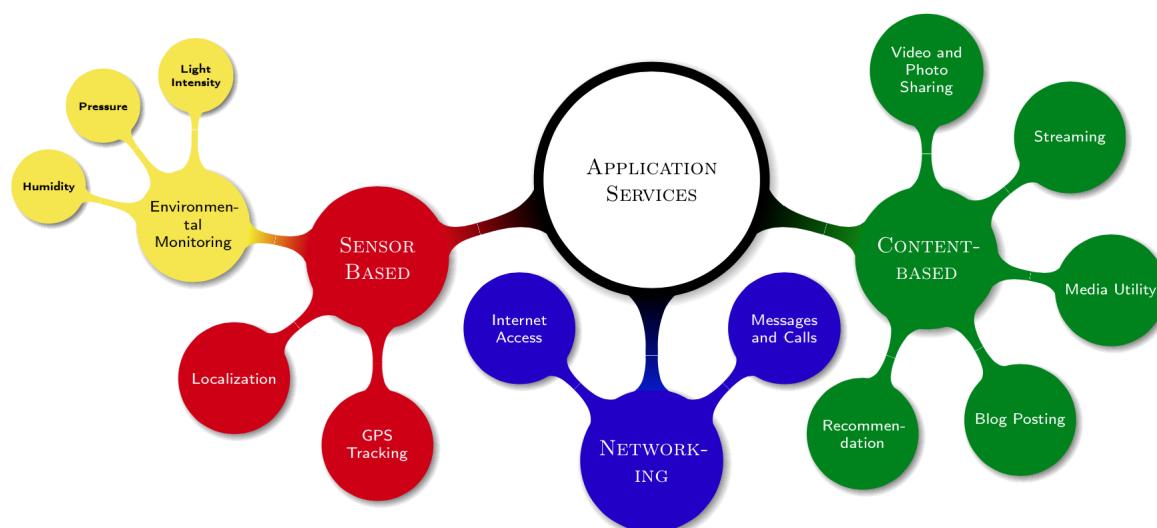 Light
Intensity
Pressure
Humidity
Environmen-
tal
Monitoring
SENSOR
BASED
Localization
GPS
Tracking
APPLICATION
SERVICES
Internet
Access
Messages
and Calls
NETWORK-
ING
Video and
Photo
Sharing
Streaming
CONTENT-
BASED
Media Utility
Blog Posting
Recommen-
dation